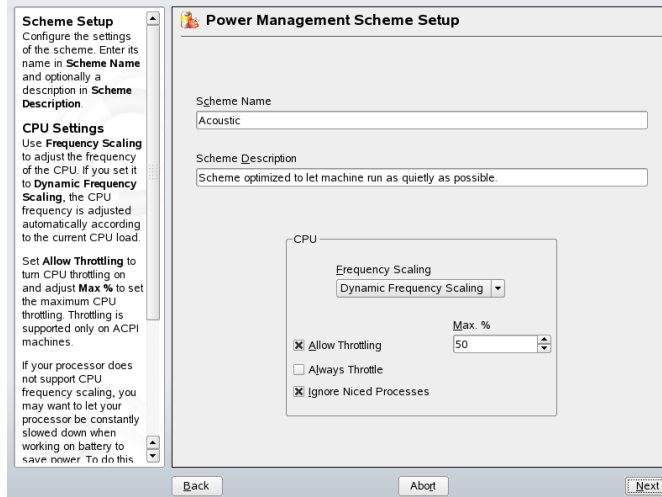 Scheme Setup
Configure the settings
of the scheme. Enter its
name in Scheme Name
and optionally a
description in Scheme
Description.
CPU Settings
Use Frequency Scaling
to adjust the frequency
of the CPU. If you set it
to Dynamic Frequency
Scaling, the CPU
frequency is adjusted
automatically according
to the current CPU load.
Set Allow Throttling to
turn CPU throttling on
and adjust Max % to set
the maximum CPU
throttling. Throttling is
supported only on ACPI
machines.
If your processor does
not support CPU
frequency scaling, you
may want to let your
processor be constantly
slowed down when
working on battery to
save power. To do this
Power Management Scheme Setup
Scheme Name
Acoustic
Scheme Description
Scheme optimized to let machine run as quietly as possible.
CPU
Frequency Scaling
Dynamic Frequency Scaling
Max. %
Allow Throttling
50
Always Throttle
Ignore Niced Processes
Back
Abort
Next